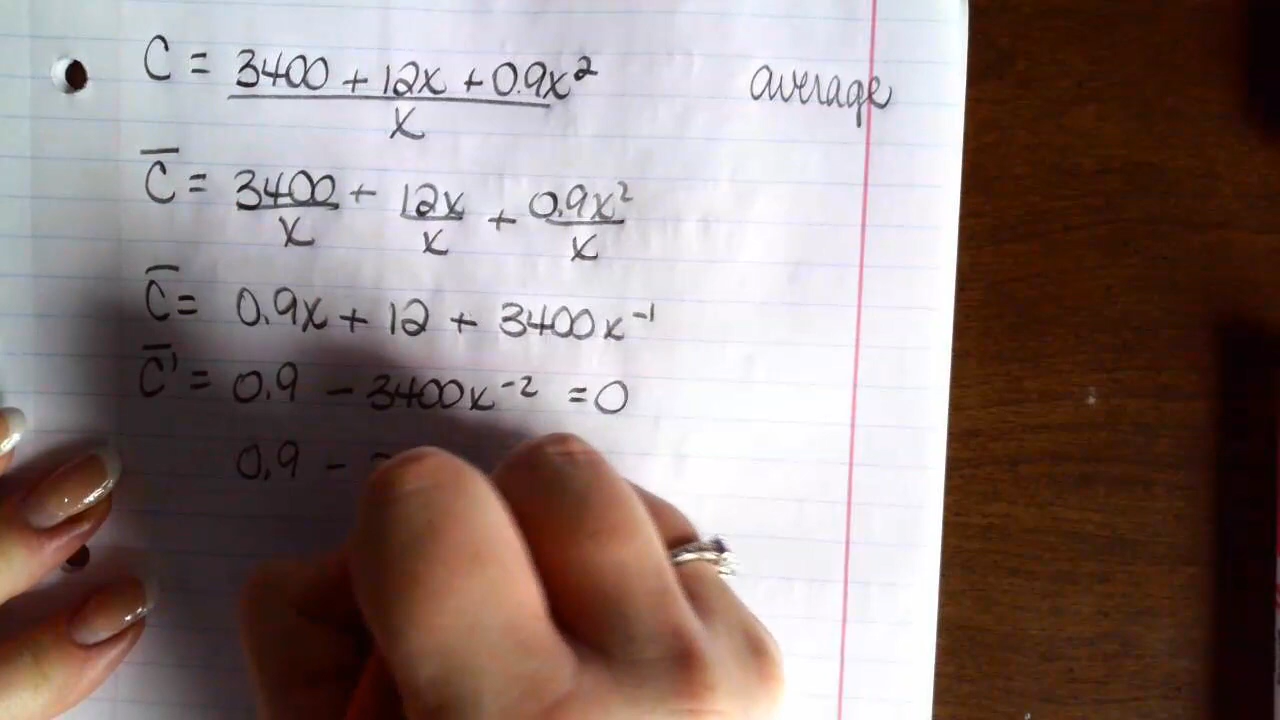 C = 3400 + 12x + 0.9x² / x average
C̅ = 3400/x + 12x/x + 0.9x²/x
C̅ = 0.9x + 12 + 3400x⁻¹
C̅' = 0.9 - 3400x⁻² = 0
0.9 -